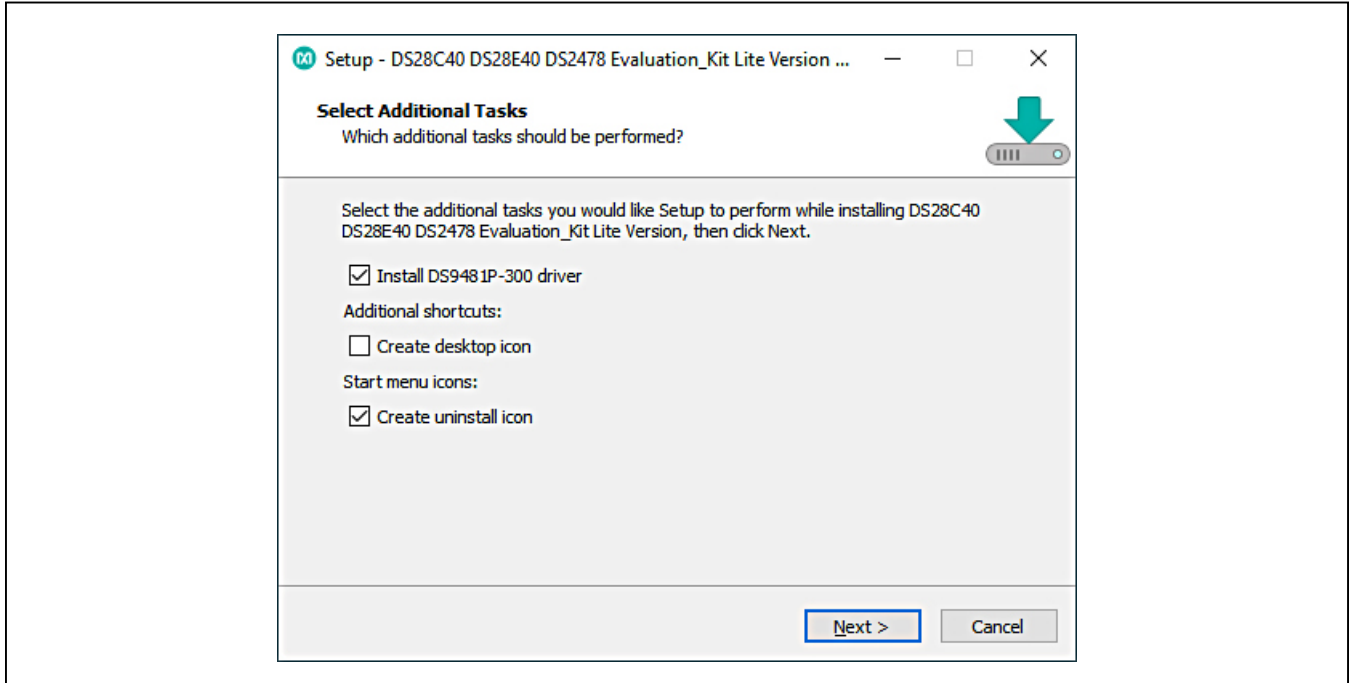 Setup - DS28C40 DS28E40 DS2478 Evaluation_Kit Lite Version ...
Select Additional Tasks
Which additional tasks should be performed?
Select the additional tasks you would like Setup to perform while installing DS28C40
DS28E40 DS2478 Evaluation_Kit Lite Version, then click Next.
Install DS9481P-300 driver
Additional shortcuts:
Create desktop icon
Start menu icons:
Create uninstall icon
Next >
Cancel